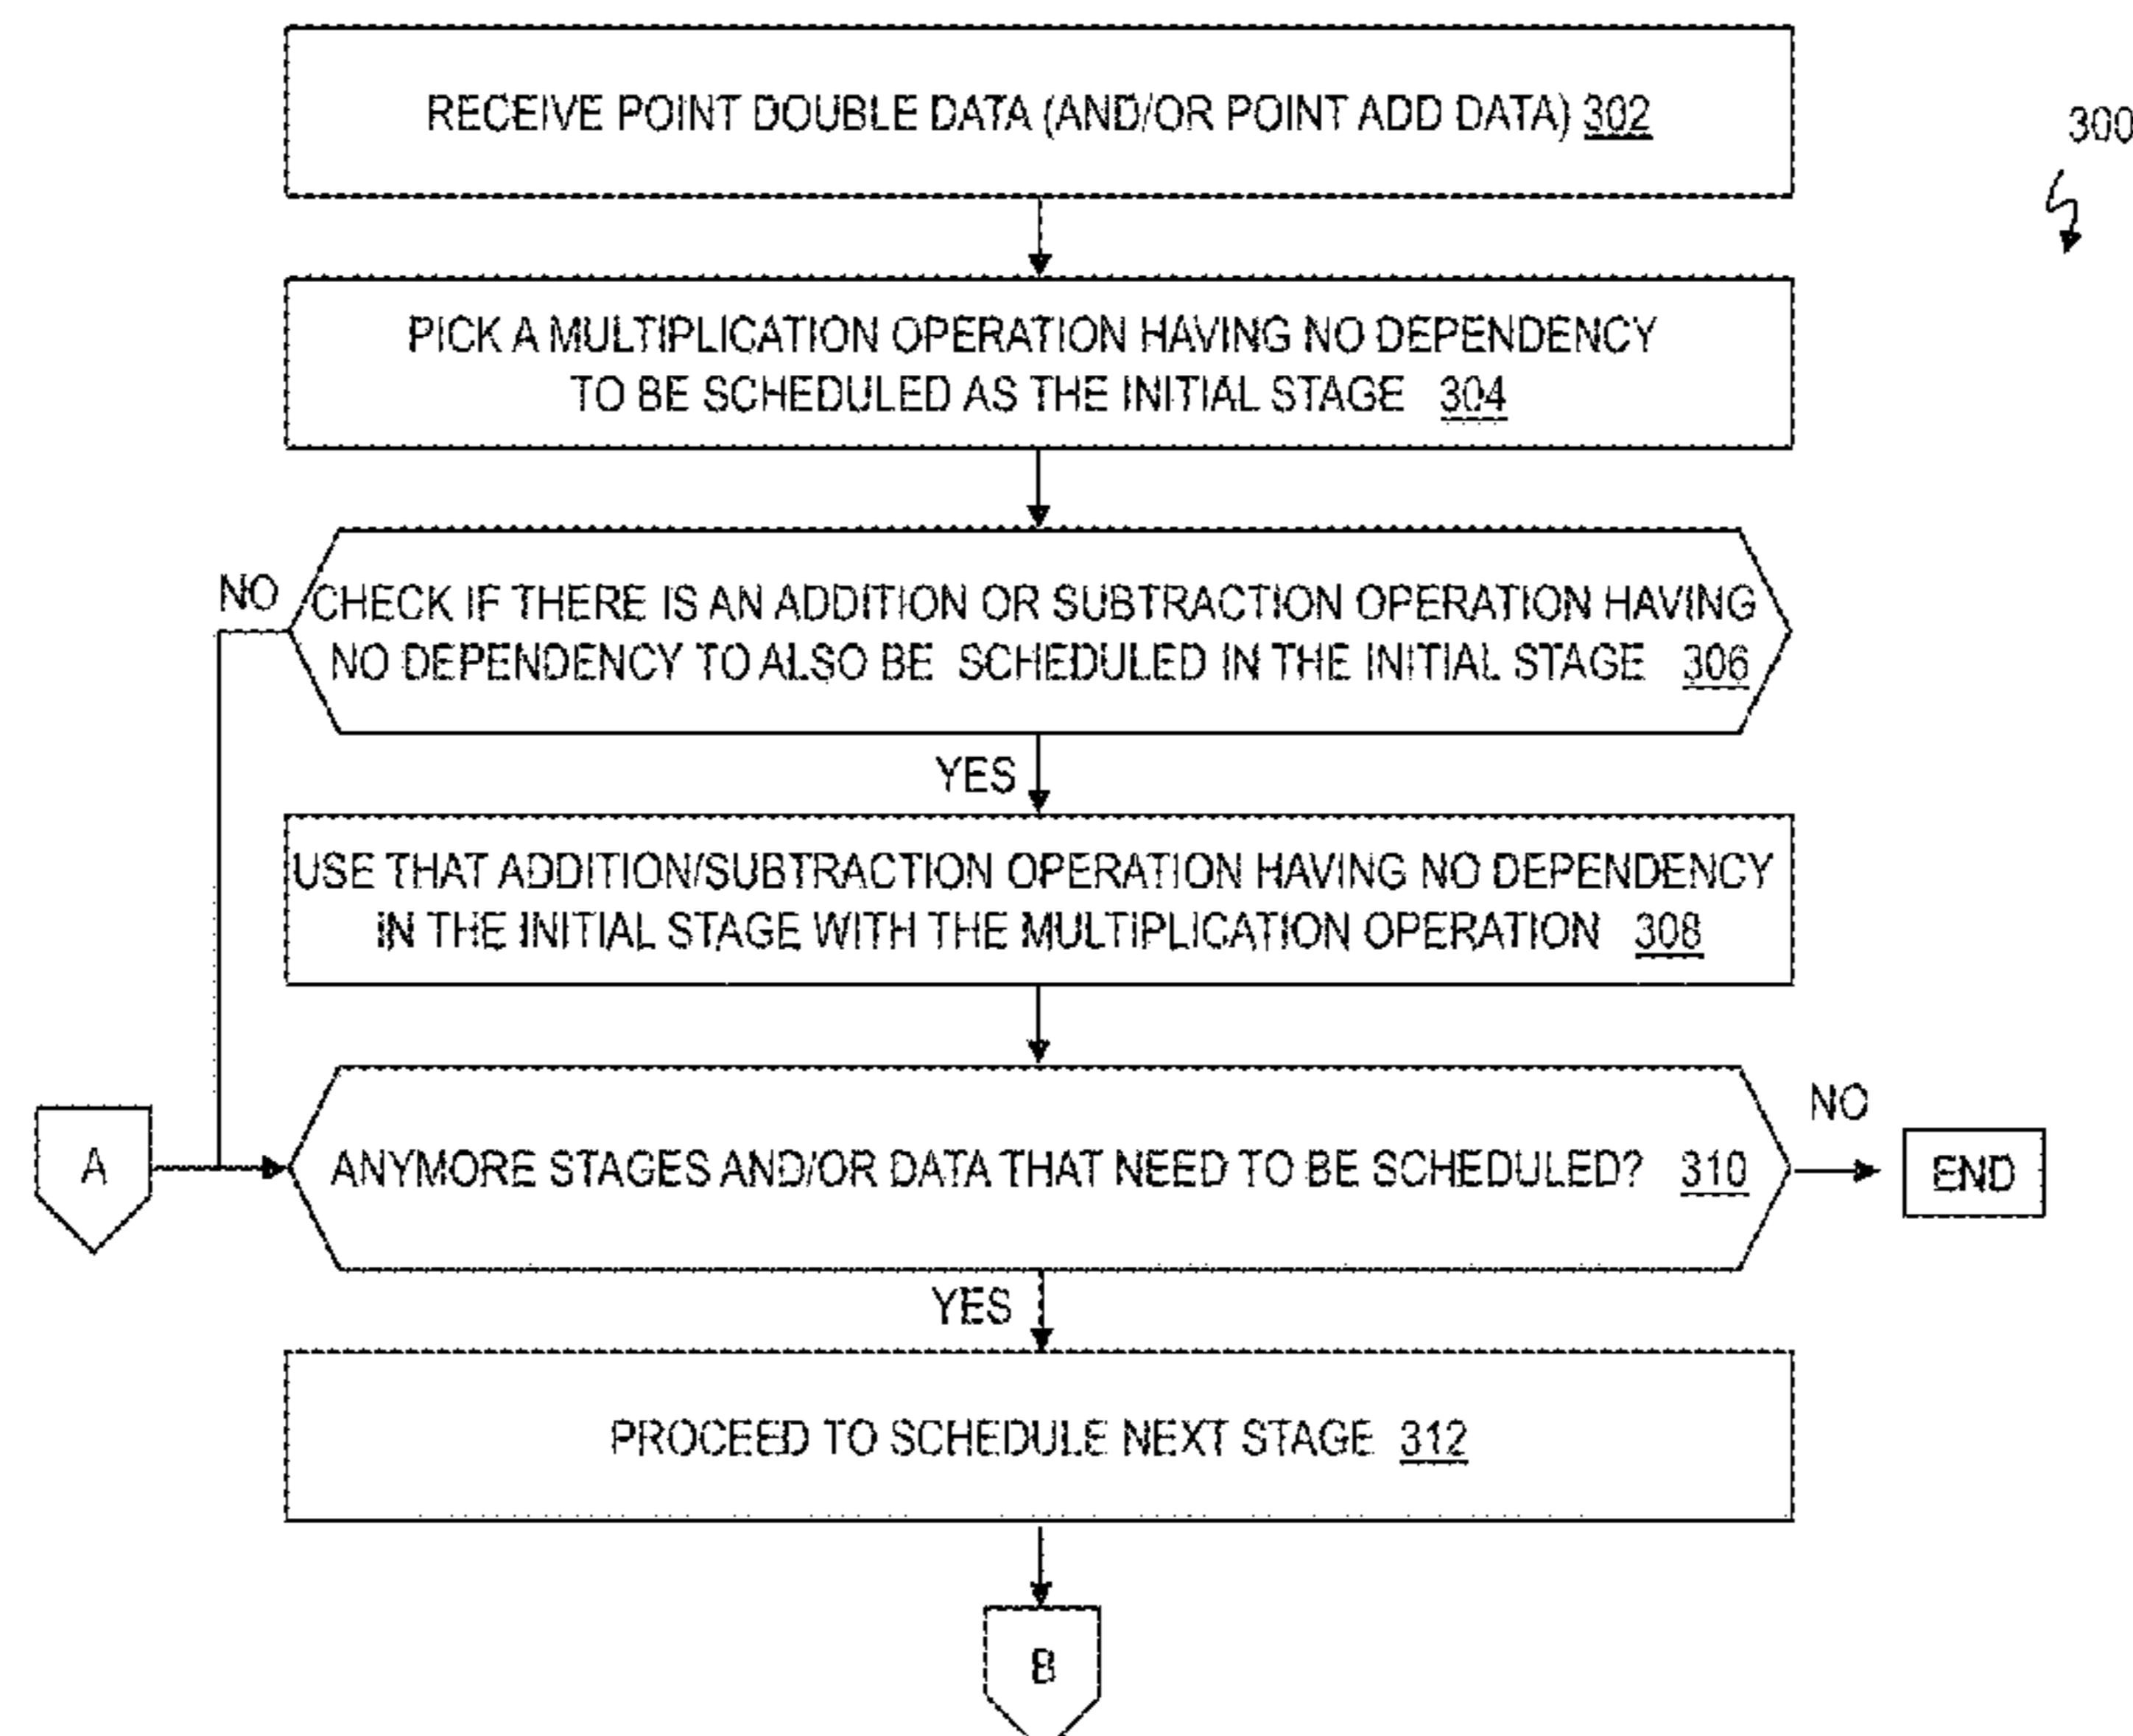 RECEIVE POINT DOUBLE DATA (AND/OR POINT ADD DATA) 302
300
PICK A MULTIPLICATION OPERATION HAVING NO DEPENDENCY
TO BE SCHEDULED AS THE INITIAL STAGE 304
NO
CHECK IF THERE IS AN ADDITION OR SUBTRACTION OPERATION HAVING
NO DEPENDENCY TO ALSO BE SCHEDULED IN THE INITIAL STAGE 306
YES
USE THAT ADDITION/SUBTRACTION OPERATION HAVING NO DEPENDENCY
IN THE INITIAL STAGE WITH THE MULTIPLICATION OPERATION 308
A
ANYMORE STAGES AND/OR DATA THAT NEED TO BE SCHEDULED? 310
NO
END
YES
PROCEED TO SCHEDULE NEXT STAGE 312
B